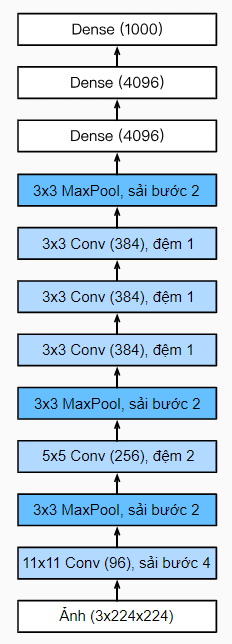 Dense (1000)
Dense (4096)
Dense (4096)
3x3 MaxPool, sải bước 2
3x3 Conv (384), đệm 1
3x3 Conv (384), đệm 1
3x3 Conv (384), đệm 1
3x3 MaxPool, sải bước 2
5x5 Conv (256), đệm 2
3x3 MaxPool, sải bước 2
11x11 Conv (96), sải bước 4
Ảnh (3x224x224)